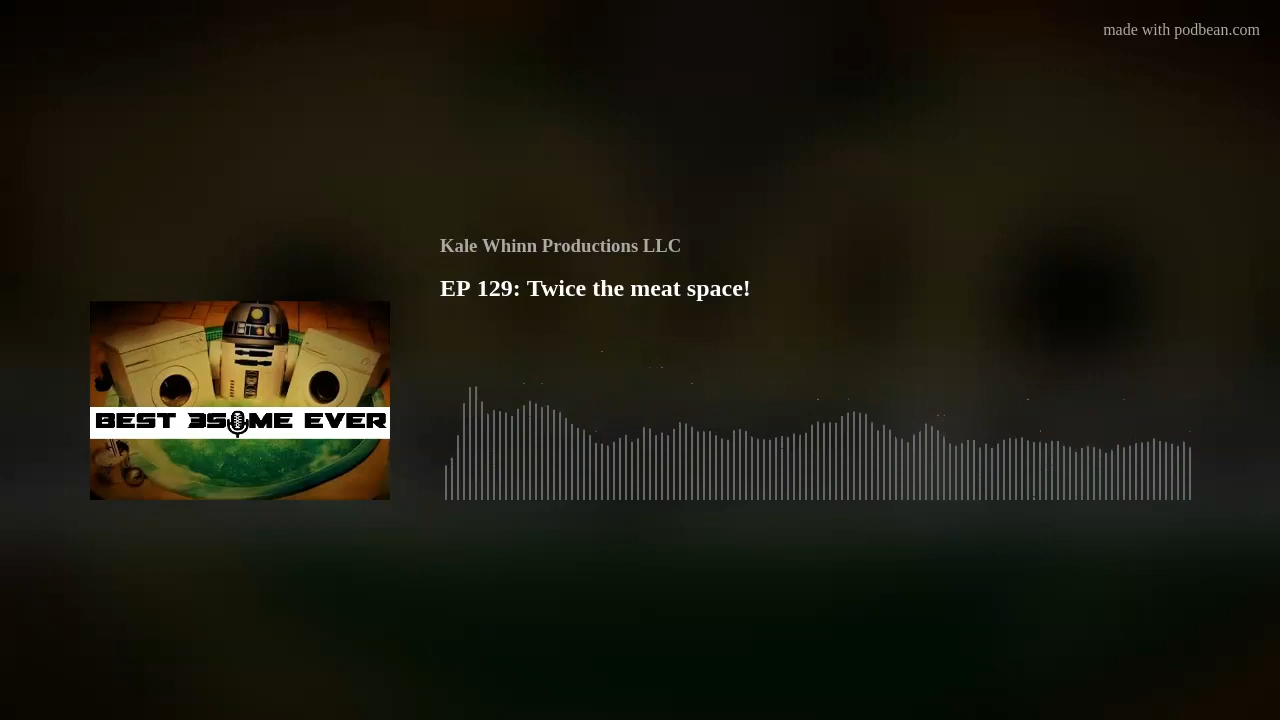 made with podbean.com
Kale Whinn Productions LLC
EP 129: Twice the meat space!
BEST 3SOME EVER